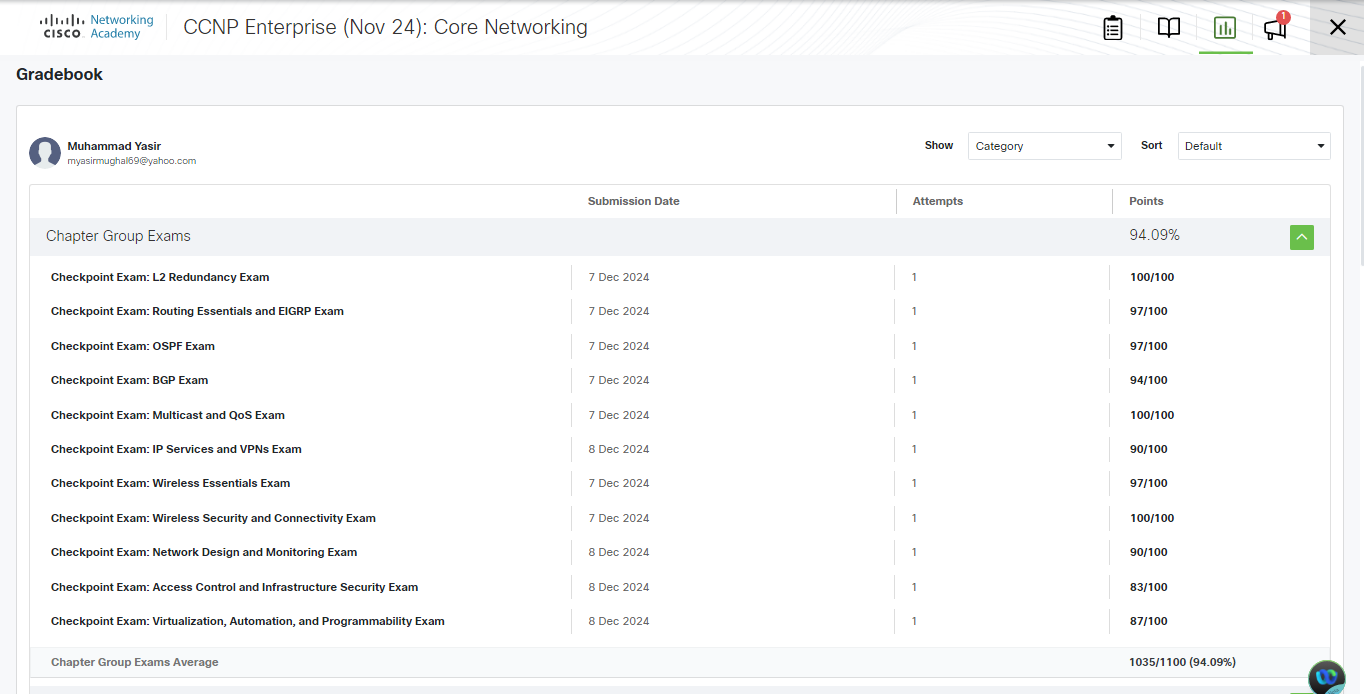 CISCO Networking Academy
CCNP Enterprise (Nov 24): Core Networking
1
Gradebook
Muhammad Yasir
myasirmughal69@yahoo.com
Show Category Sort Default
Submission Date Attempts Points
Chapter Group Exams 94.09%
Checkpoint Exam: L2 Redundancy Exam 7 Dec 2024 1 100/100
Checkpoint Exam: Routing Essentials and EIGRP Exam 7 Dec 2024 1 97/100
Checkpoint Exam: OSPF Exam 7 Dec 2024 1 97/100
Checkpoint Exam: BGP Exam 7 Dec 2024 1 94/100
Checkpoint Exam: Multicast and QoS Exam 7 Dec 2024 1 100/100
Checkpoint Exam: IP Services and VPNs Exam 8 Dec 2024 1 90/100
Checkpoint Exam: Wireless Essentials Exam 7 Dec 2024 1 97/100
Checkpoint Exam: Wireless Security and Connectivity Exam 7 Dec 2024 1 100/100
Checkpoint Exam: Network Design and Monitoring Exam 8 Dec 2024 1 90/100
Checkpoint Exam: Access Control and Infrastructure Security Exam 8 Dec 2024 1 83/100
Checkpoint Exam: Virtualization, Automation, and Programmability Exam 8 Dec 2024 1 87/100
Chapter Group Exams Average 1035/1100 (94.09%)